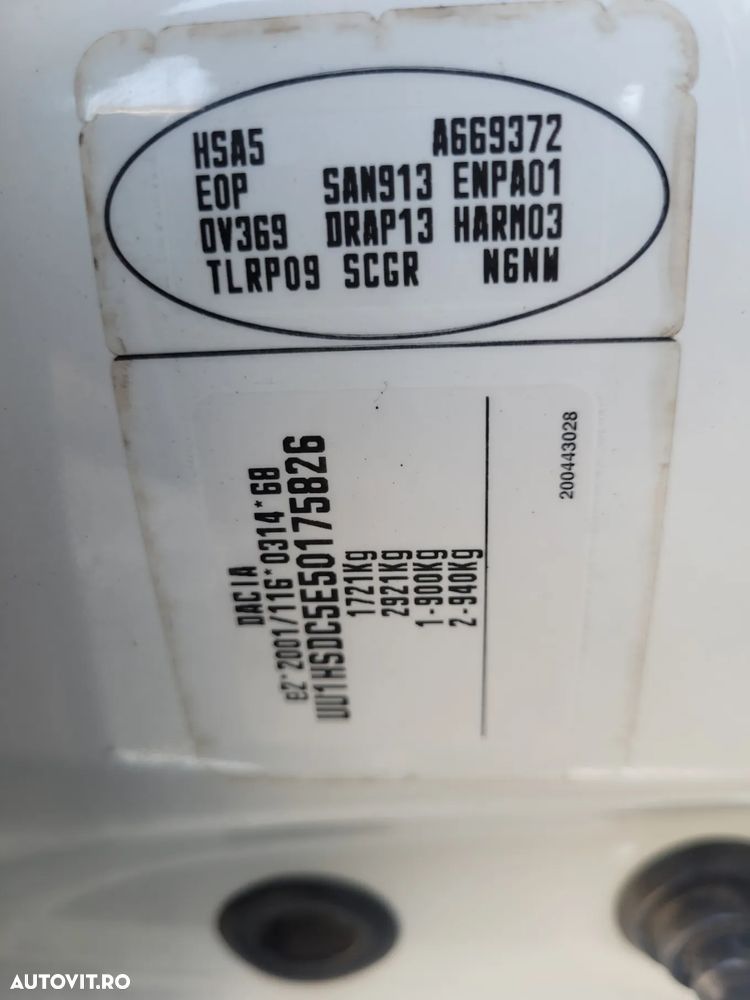 HSA5 A669372
EOP SAN913 ENPA01
OV369 DRAP13 HARM03
TLRP09 SCGR N6NW
DACIA
e2*2001/116*0314*68
UU1HSDC5E50175826
1721Kg
2921Kg
1-900Kg
2-940Kg
200443028
AUTOVIT.RO